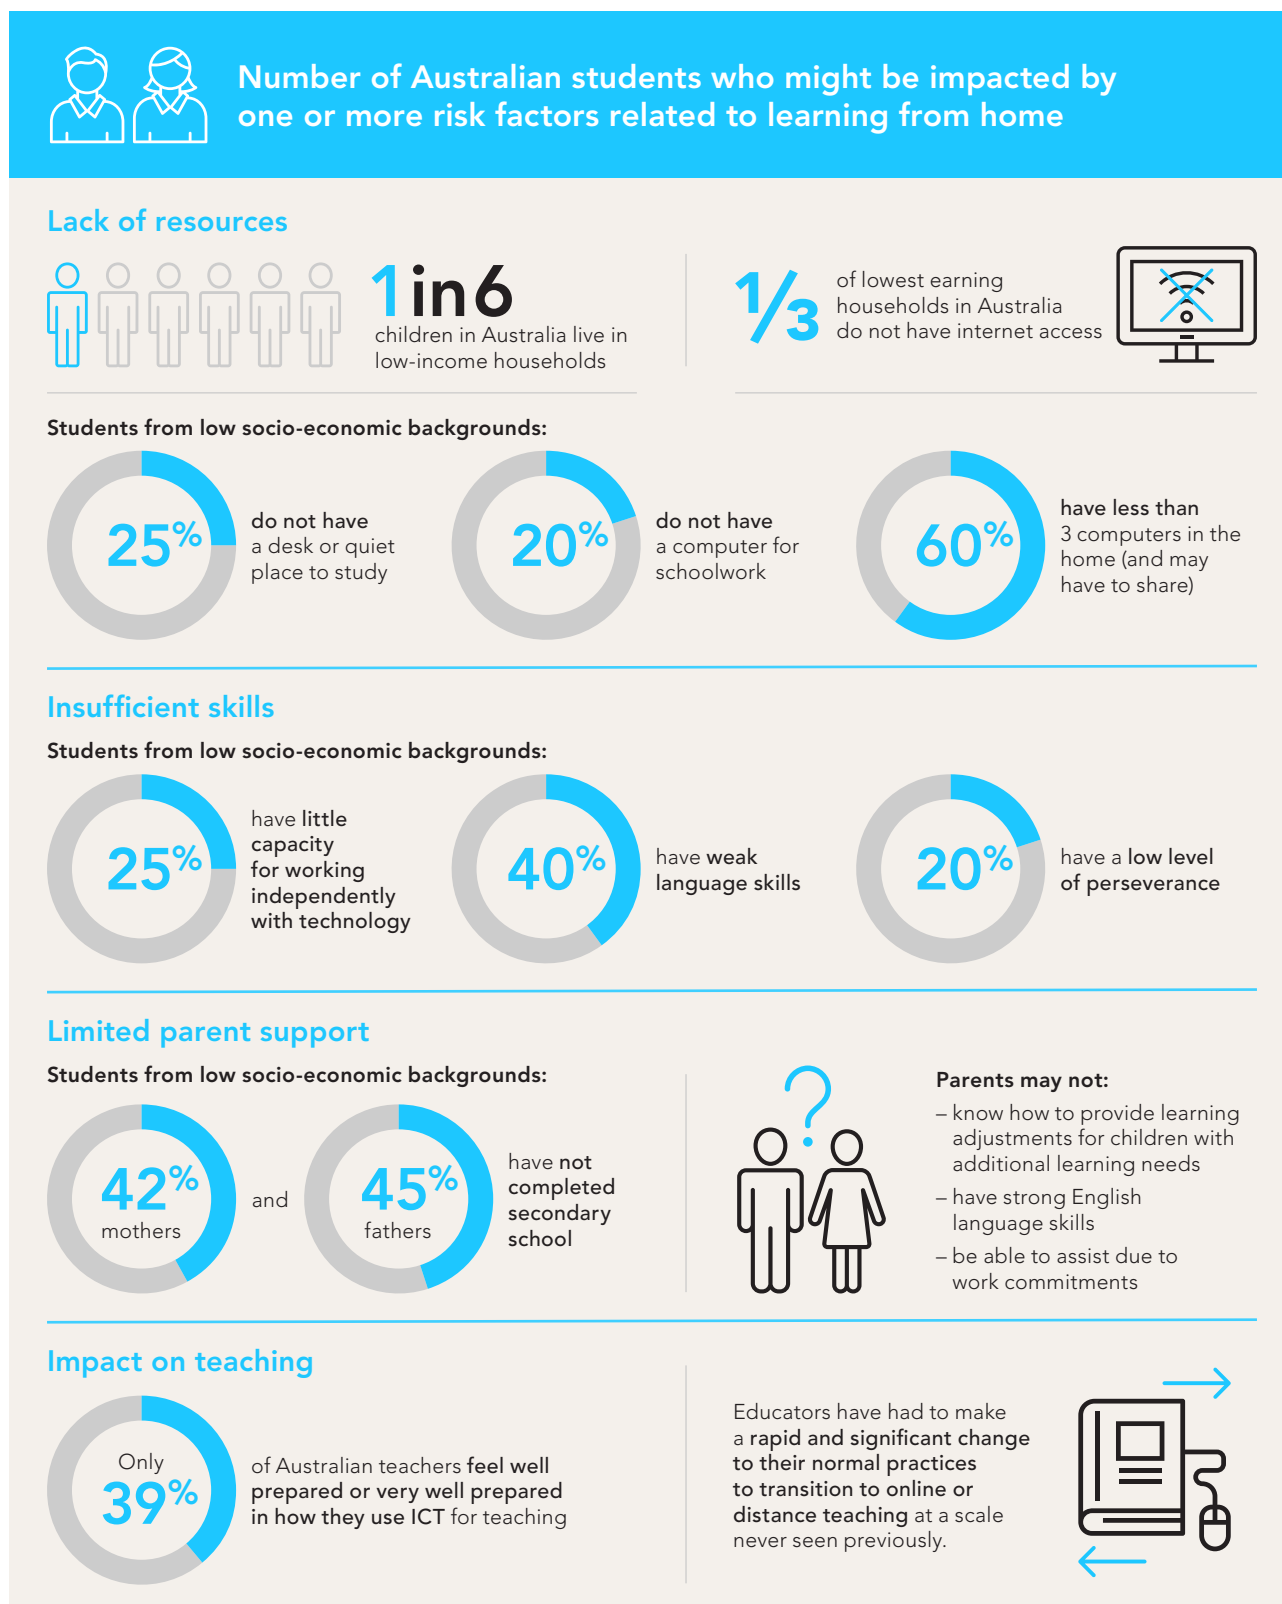 Number of Australian students who might be impacted by
one or more risk factors related to learning from home
Lack of resources
1 in 6
children in Australia live in
low-income households
1/3
of lowest earning
households in Australia
do not have internet access
Students from low socio-economic backgrounds:
25%
do not have
a desk or quiet
place to study
20%
do not have
a computer for
schoolwork
60%
have less than
3 computers in the
home (and may
have to share)
Insufficient skills
Students from low socio-economic backgrounds:
25%
have little
capacity
for working
independently
with technology
40%
have weak
language skills
20%
have a low level
of perseverance
Limited parent support
Students from low socio-economic backgrounds:
42%
mothers
and
45%
fathers
have not
completed
secondary
school
?
Parents may not:
– know how to provide learning
adjustments for children with
additional learning needs
– have strong English
language skills
– be able to assist due to
work commitments
Impact on teaching
Only
39%
of Australian teachers feel well
prepared or very well prepared
in how they use ICT for teaching
Educators have had to make
a rapid and significant change
to their normal practices
to transition to online or
distance teaching at a scale
never seen previously.